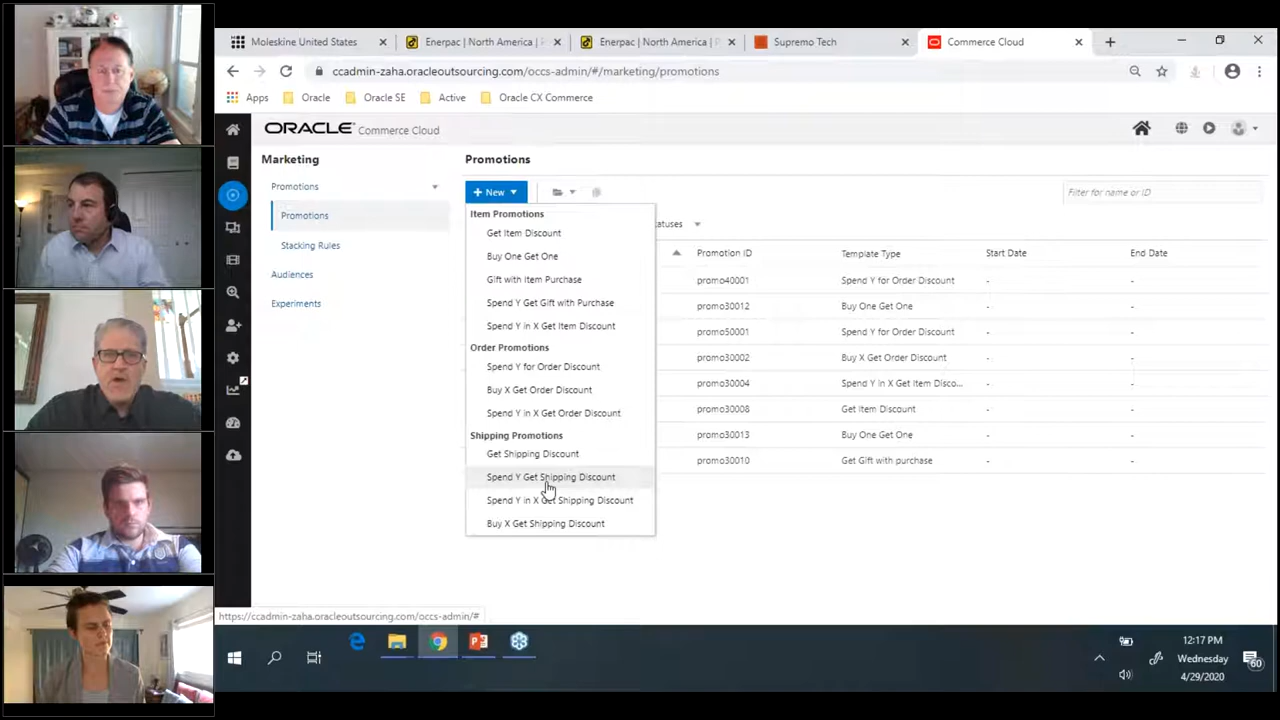 Moleskine United States
Enerpac | North America | P
Enerpac | North America | P
Supremo Tech
Commerce Cloud
ccadmin-zaha.oracleoutsourcing.com/occs-admin/#/marketing/promotions
Apps
Oracle
Oracle SE
Active
Oracle CX Commerce
ORACLE Commerce Cloud
Marketing
Promotions
Promotions
Stacking Rules
Audiences
Experiments
Promotions
+ New
Filter for name or ID
atuses
Item Promotions
Get Item Discount
Buy One Get One
Gift with Item Purchase
Spend Y Get Gift with Purchase
Spend Y in X Get Item Discount
Order Promotions
Spend Y for Order Discount
Buy X Get Order Discount
Spend Y in X Get Order Discount
Shipping Promotions
Get Shipping Discount
Spend Y Get Shipping Discount
Spend Y in X Get Shipping Discount
Buy X Get Shipping Discount
Promotion ID Template Type Start Date End Date
promo40001 Spend Y for Order Discount - -
promo30012 Buy One Get One - -
promo50001 Spend Y for Order Discount - -
promo30002 Buy X Get Order Discount - -
promo30004 Spend Y in X Get Item Disco... - -
promo30008 Get Item Discount - -
promo30013 Buy One Get One - -
promo30010 Get Gift with purchase - -
https://ccadmin-zaha.oracleoutsourcing.com/occs-admin/#
12:17 PM
Wednesday
4/29/2020
60